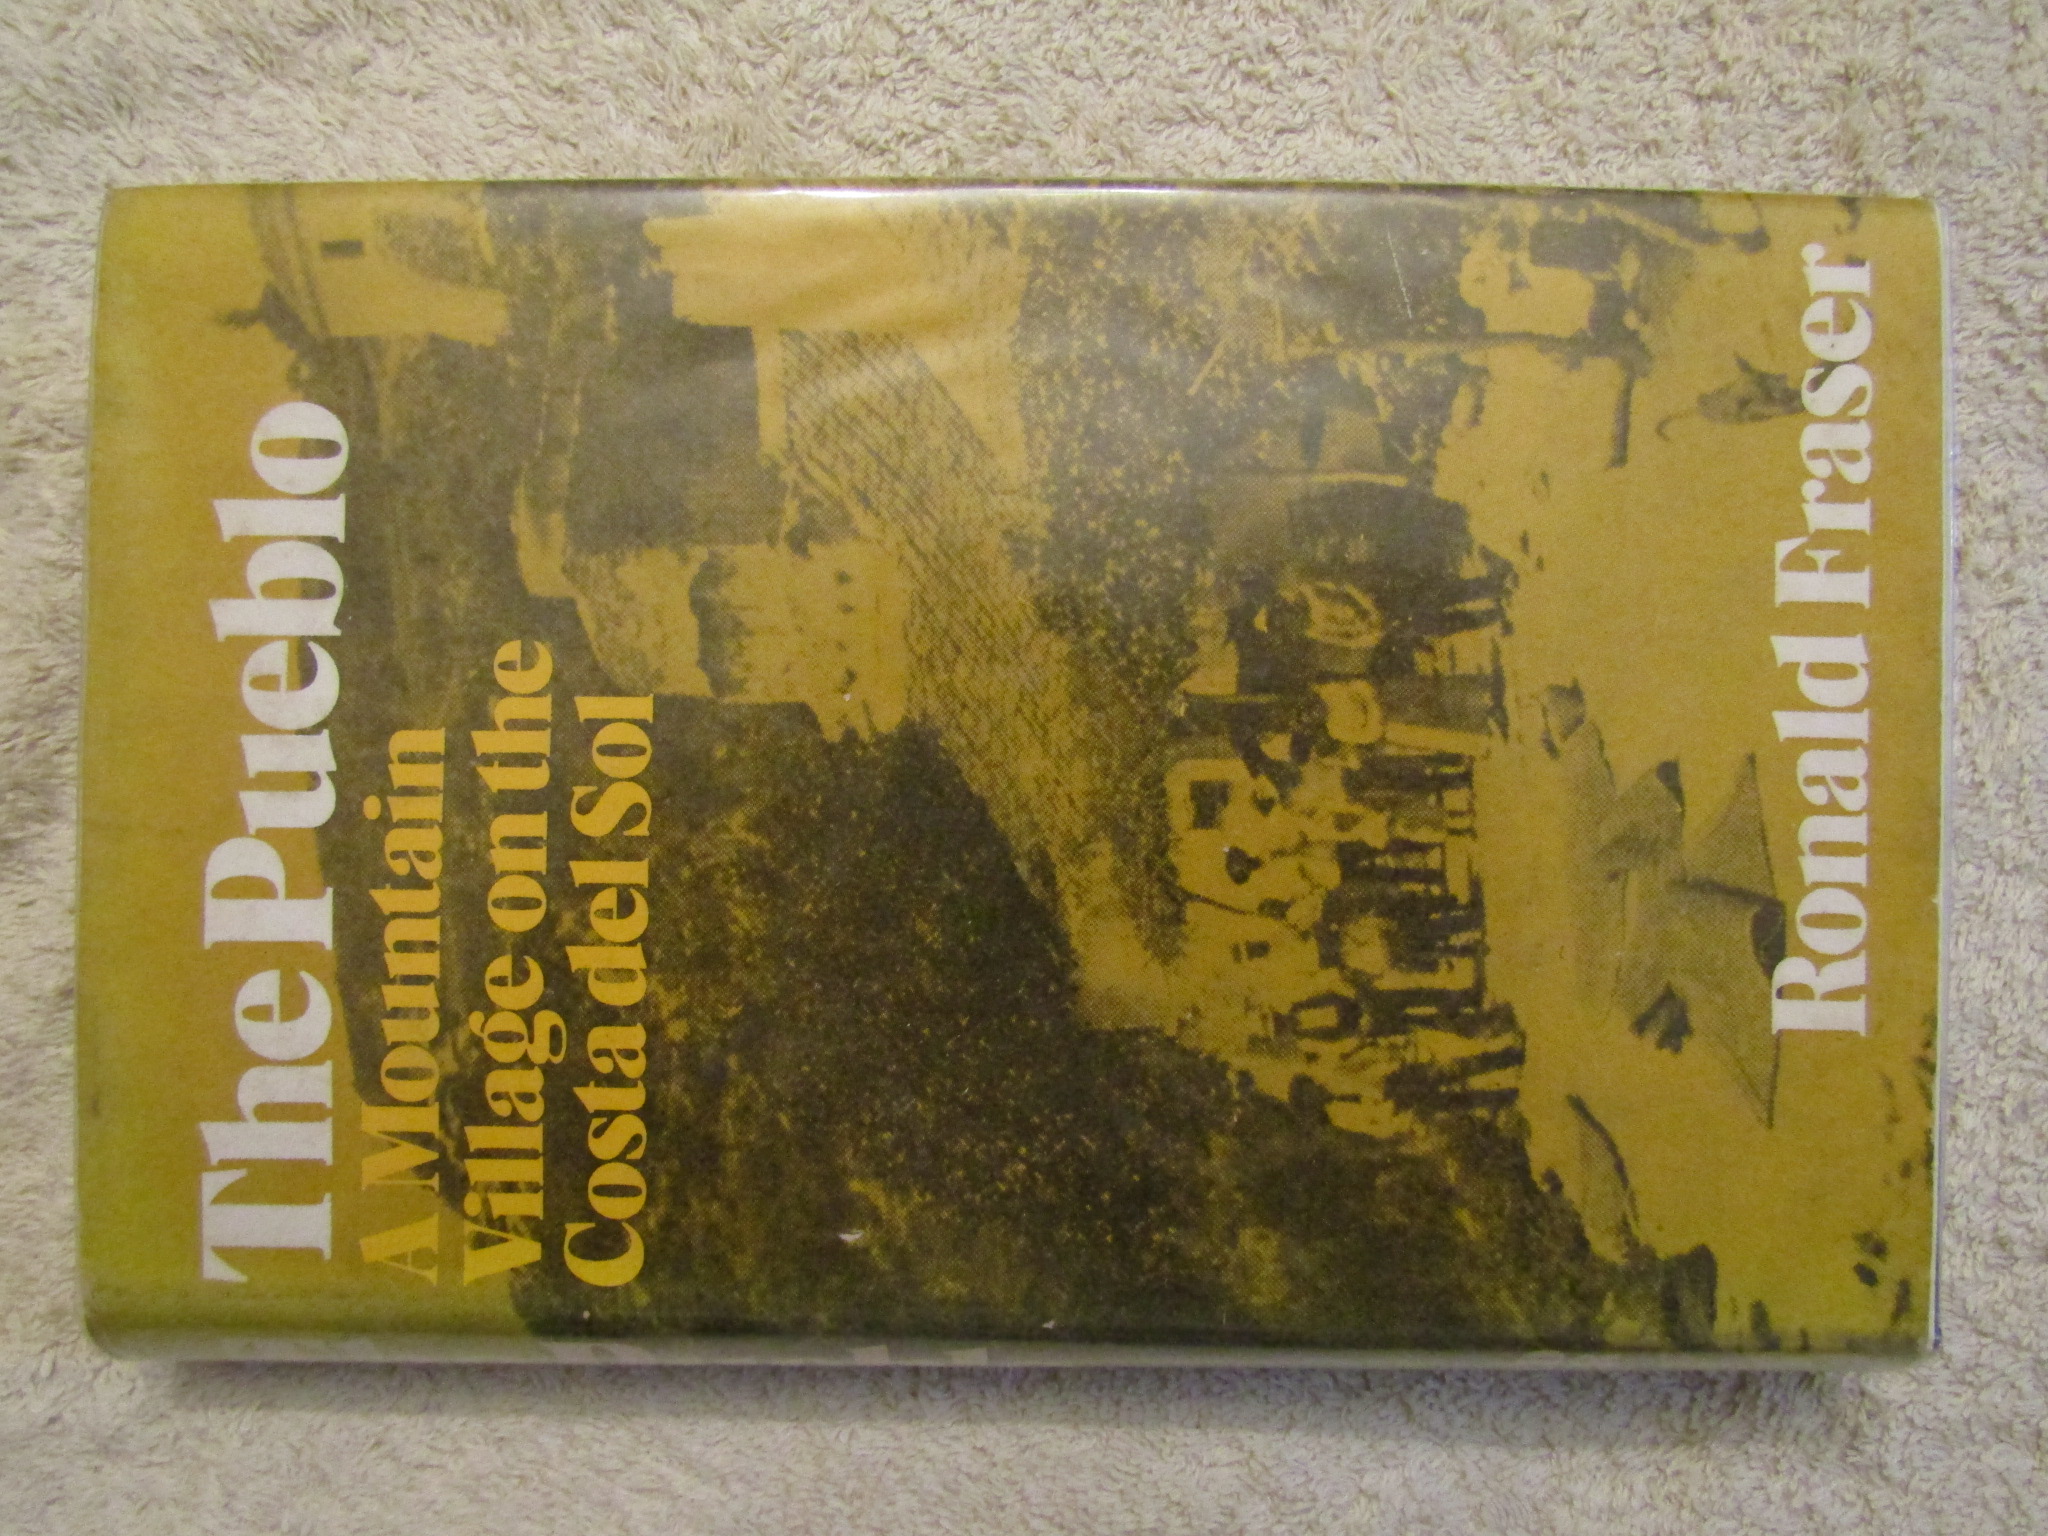 The Pueblo
A Mountain
Village on the
Costa del Sol
Ronald Fraser